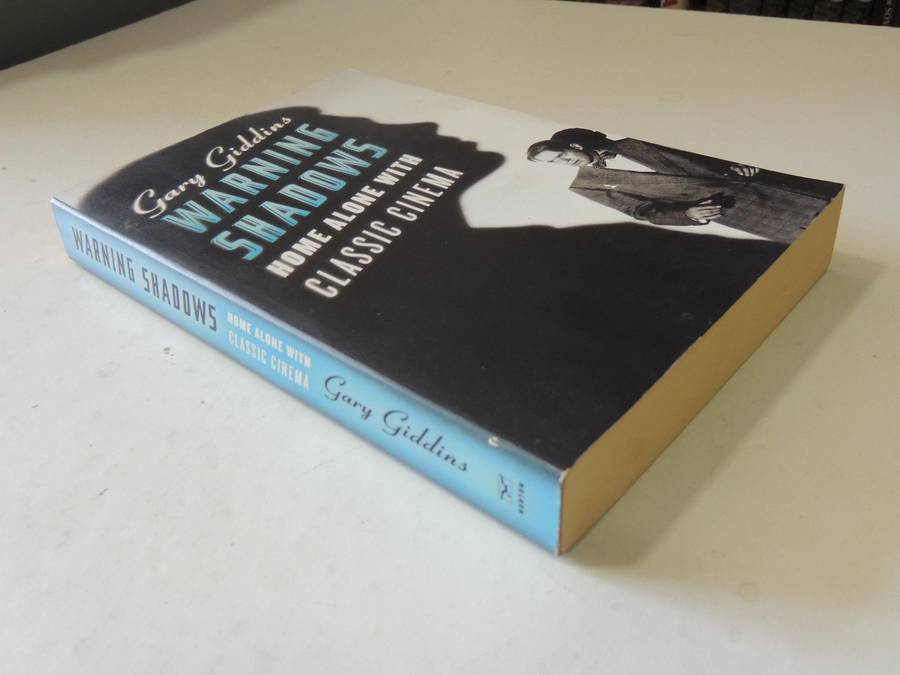 Gary Giddins
WARNING
SHADOWS
HOME ALONE WITH
CLASSIC CINEMA
WARNING SHADOWS
HOME ALONE WITH
CLASSIC CINEMA
Gary Giddins
NORTON